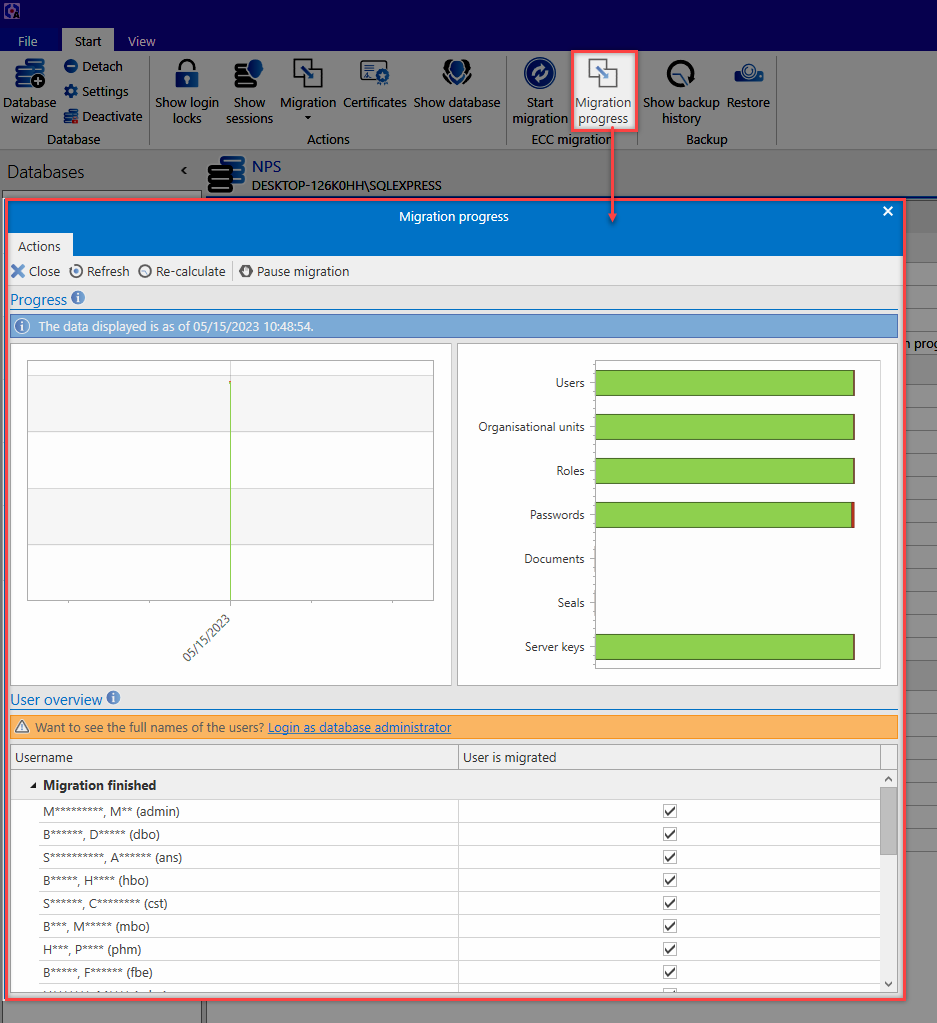 File Start View
Detach
Settings
Deactivate
Database wizard
Database
Show login locks
Show sessions
Migration
Certificates
Show database users
Actions
Start migration
Migration progress
ECC migration
Show backup history
Restore
Backup
Databases
NPS
DESKTOP-126K0HH\SQLEXPRESS
Migration progress
Actions
Close Refresh Re-calculate Pause migration
Progress
The data displayed is as of 05/15/2023 10:48:54.
05/15/2023
Users
Organisational units
Roles
Passwords
Documents
Seals
Server keys
User overview
Want to see the full names of the users? Login as database administrator
Username User is migrated
Migration finished
M*********, M** (admin)
B******, D***** (dbo)
S**********, A****** (ans)
B*****, H**** (hbo)
S******, C******** (cst)
B***, M***** (mbo)
H***, P**** (phm)
B*****, F****** (fbe)